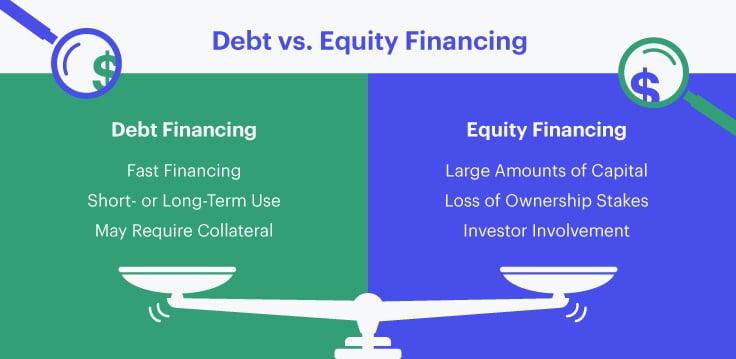 Debt vs. Equity Financing
$
$
Debt Financing
Fast Financing
Short- or Long-Term Use
May Require Collateral
Equity Financing
Large Amounts of Capital
Loss of Ownership Stakes
Investor Involvement